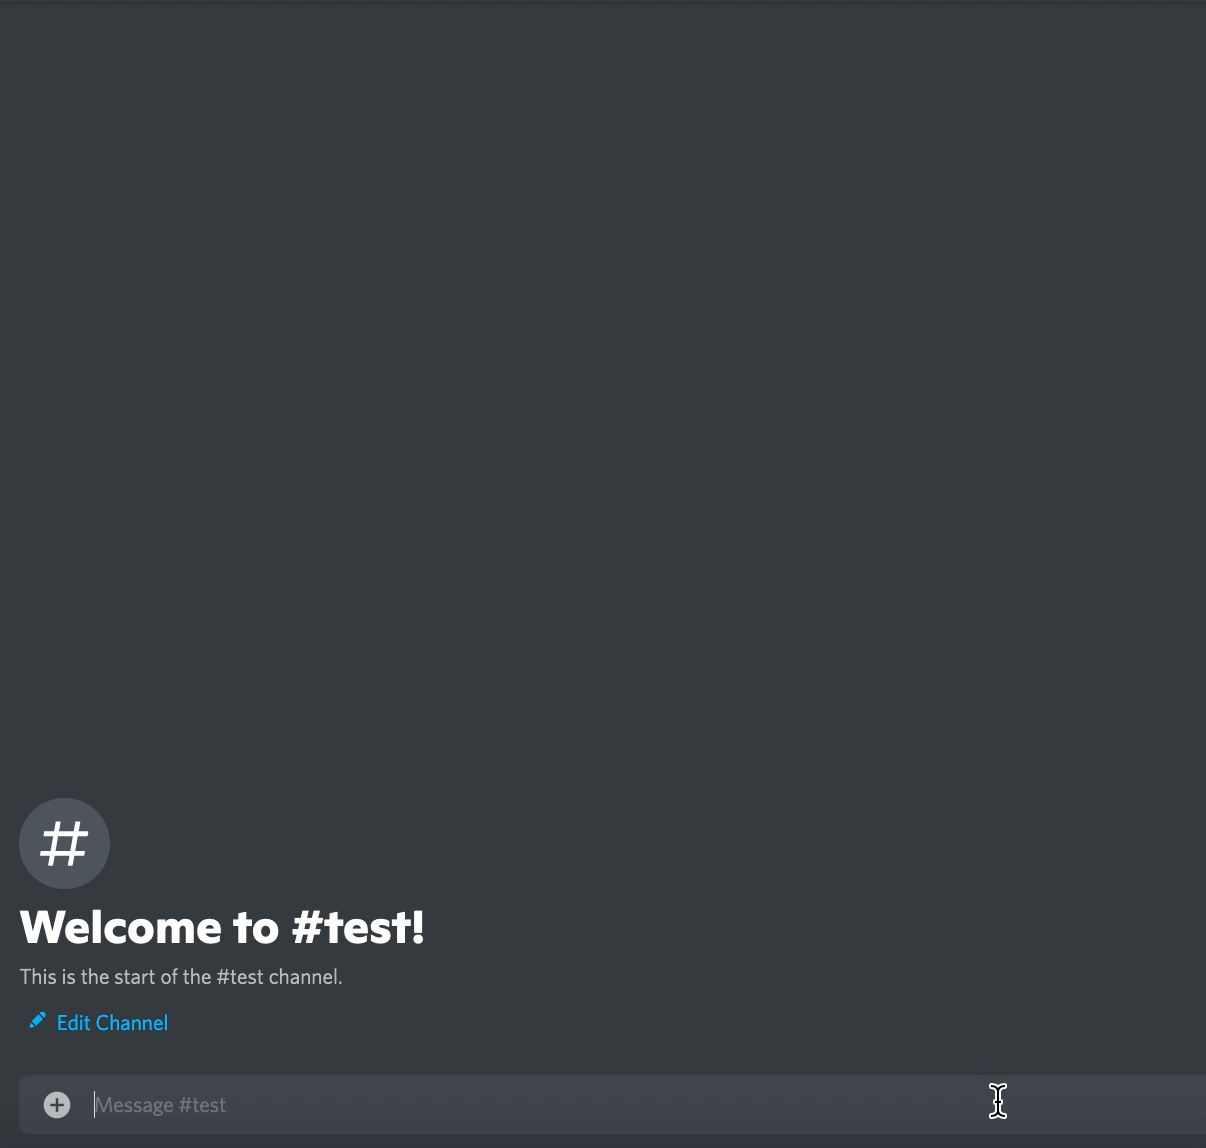 #
Welcome to #test!
This is the start of the #test channel.
Edit Channel
Message #test